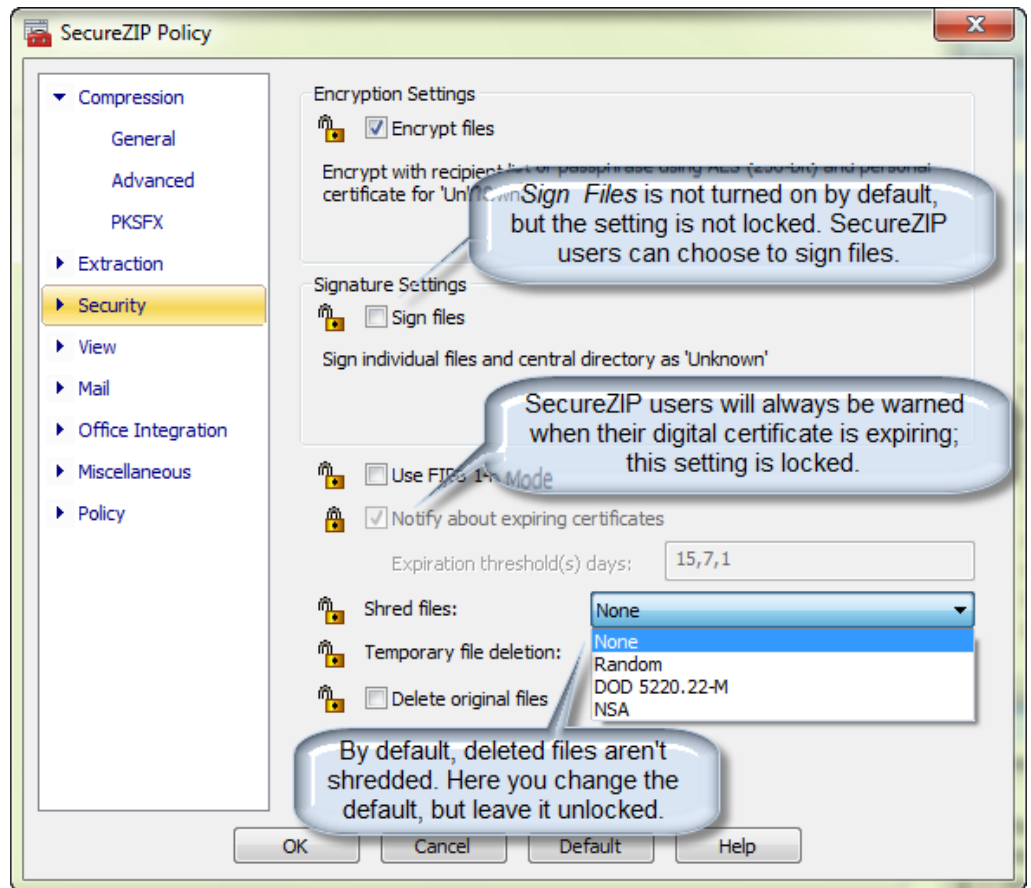 SecureZIP Policy
Compression
General
Advanced
PKSFX
Extraction
Security
View
Mail
Office Integration
Miscellaneous
Policy
Encryption Settings
Encrypt files
Encrypt with recipient list or passphrase using AES (256-bit) and personal
certificate for 'Unknown
Sign Files is not turned on by default,
but the setting is not locked. SecureZIP
users can choose to sign files.
Signature Settings
Sign files
Sign individual files and central directory as 'Unknown'
SecureZIP users will always be warned
when their digital certificate is expiring;
this setting is locked.
Use FIPS Mode
Notify about expiring certificates
Expiration threshold(s) days:
15,7,1
Shred files:
None
None
Random
DOD 5220.22-M
NSA
Temporary file deletion:
Delete original files
By default, deleted files aren't
shredded. Here you change the
default, but leave it unlocked.
OK
Cancel
Default
Help